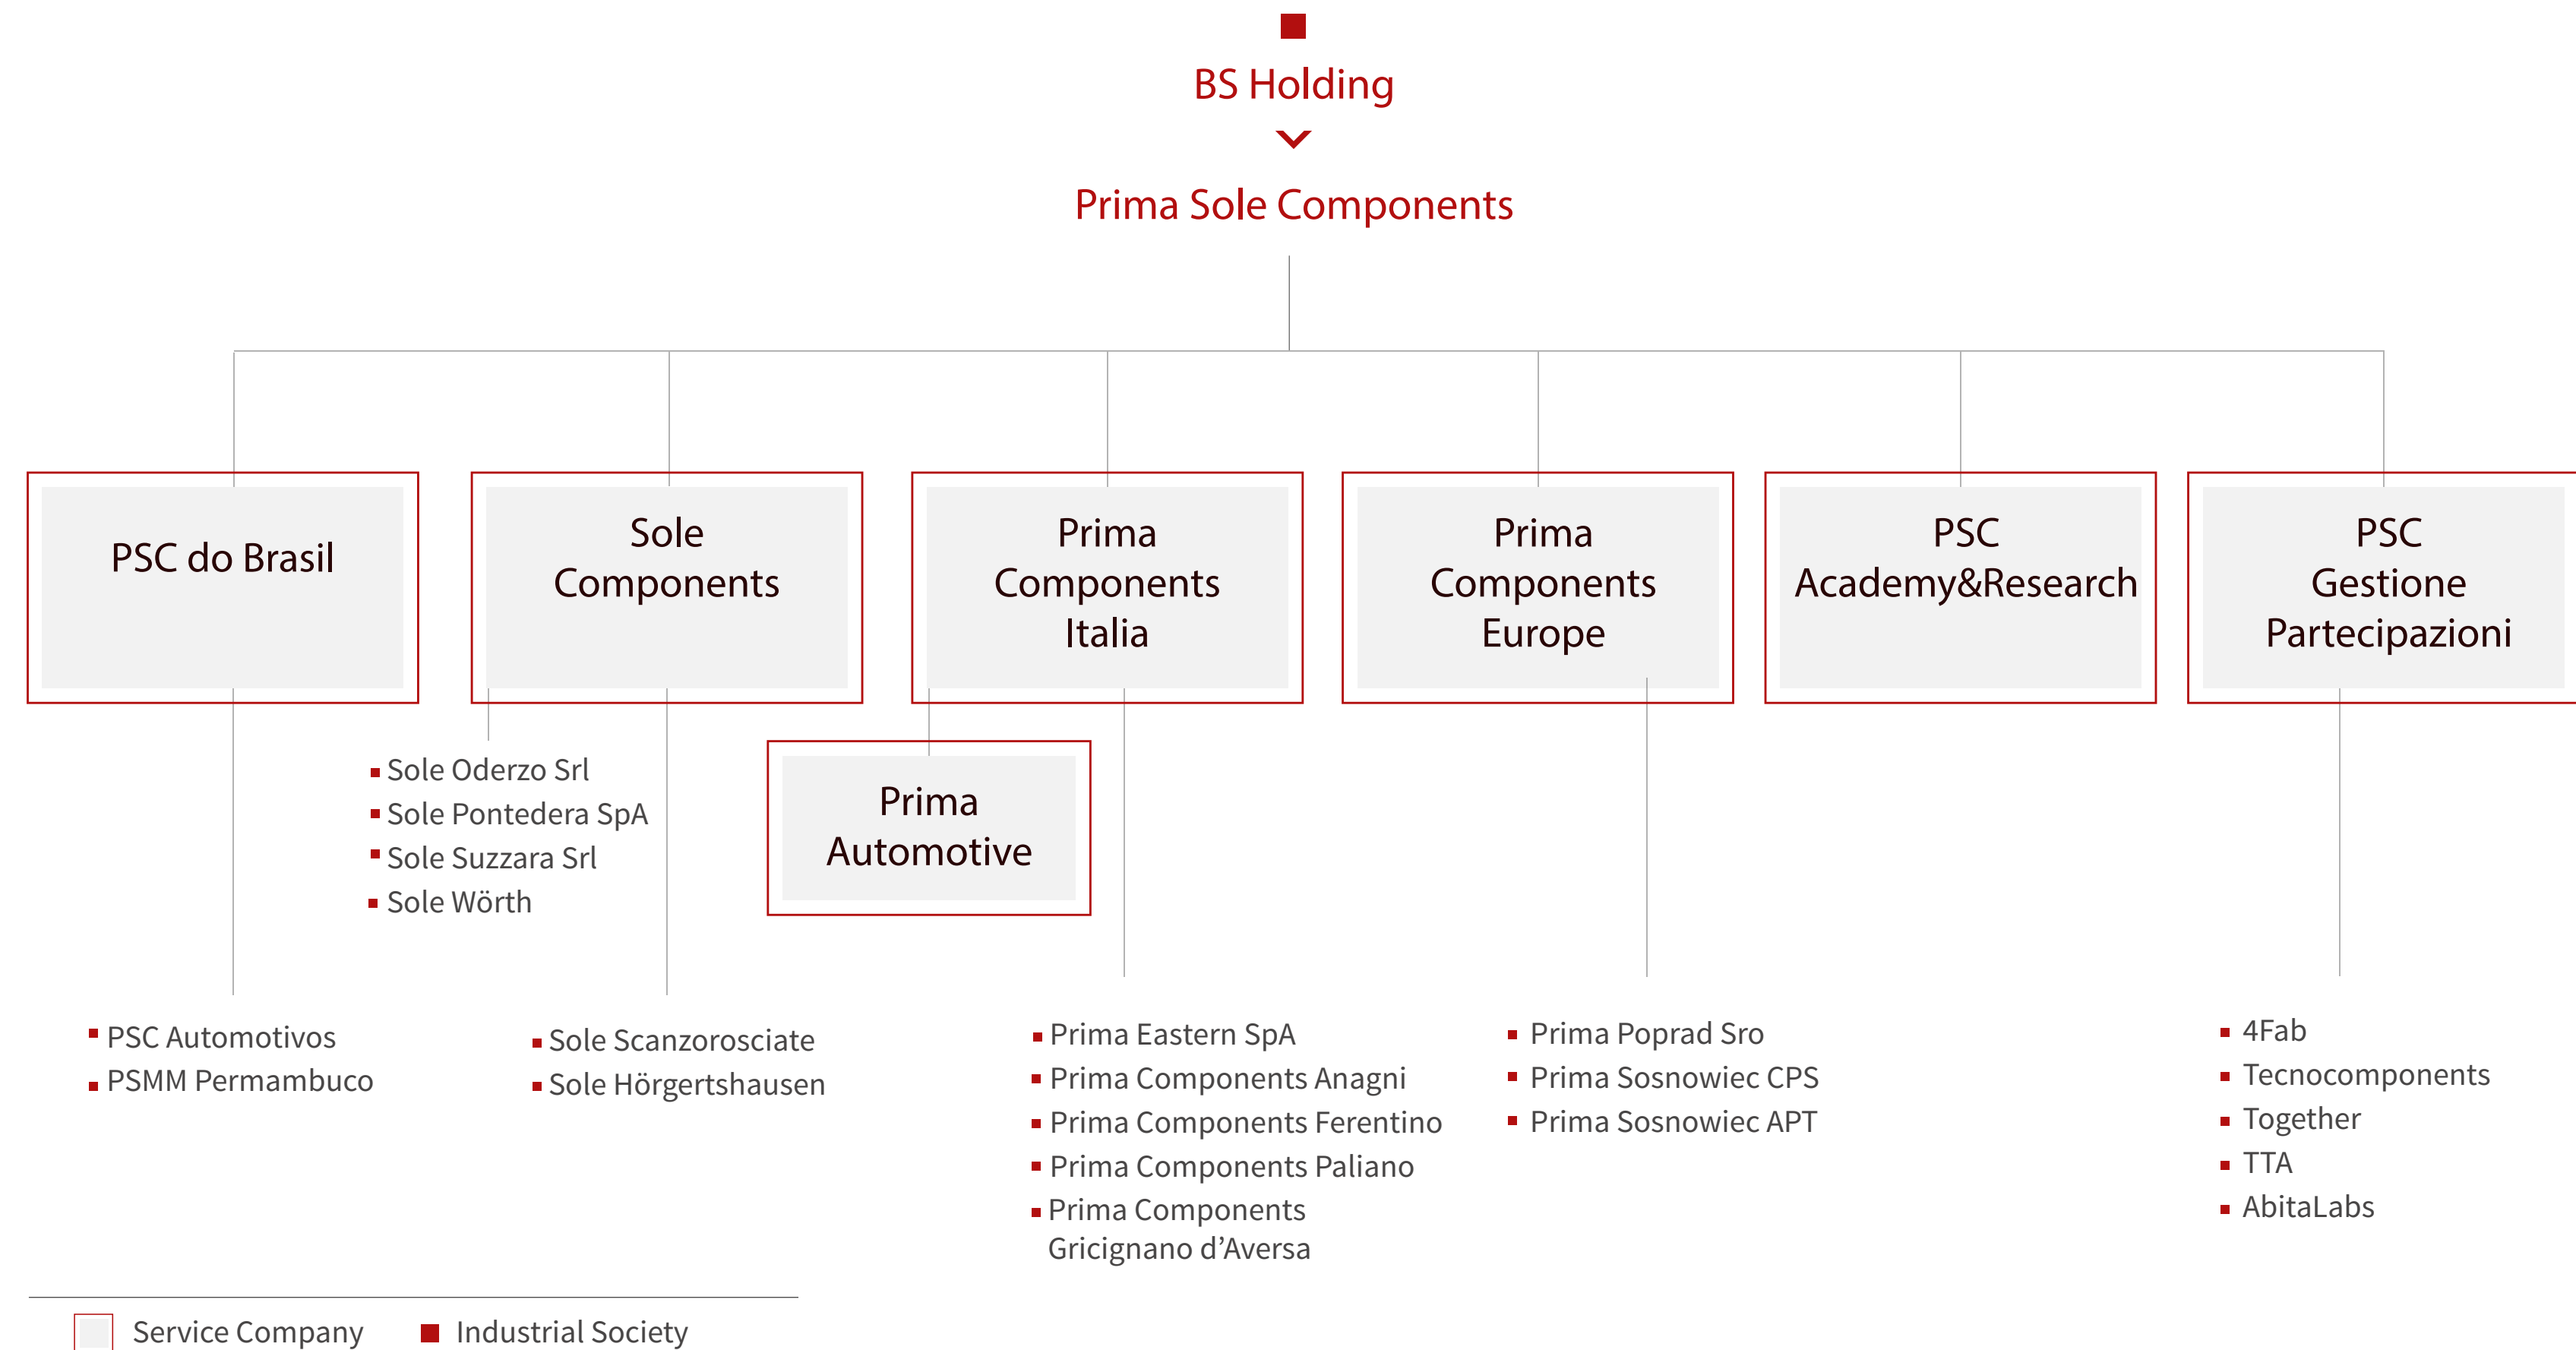 BS Holding
Prima Sole Components
PSC do Brasil
Sole
Components
Prima
Components
Italia
Prima
Components
Europe
PSC
Academy&Research
PSC
Gestione
Partecipazioni
Sole Oderzo Srl
Sole Pontedera SpA
Sole Suzzara Srl
Sole Wörth
Prima
Automotive
PSC Automotivos
PSMM Permambuco
Sole Scanzorosciate
Sole Hörgertshausen
Prima Eastern SpA
Prima Components Anagni
Prima Components Ferentino
Prima Components Paliano
Prima Components
Gricignano d’Aversa
Prima Poprad Sro
Prima Sosnowiec CPS
Prima Sosnowiec APT
4Fab
Tecnocomponents
Together
TTA
AbitaLabs
Service Company
Industrial Society